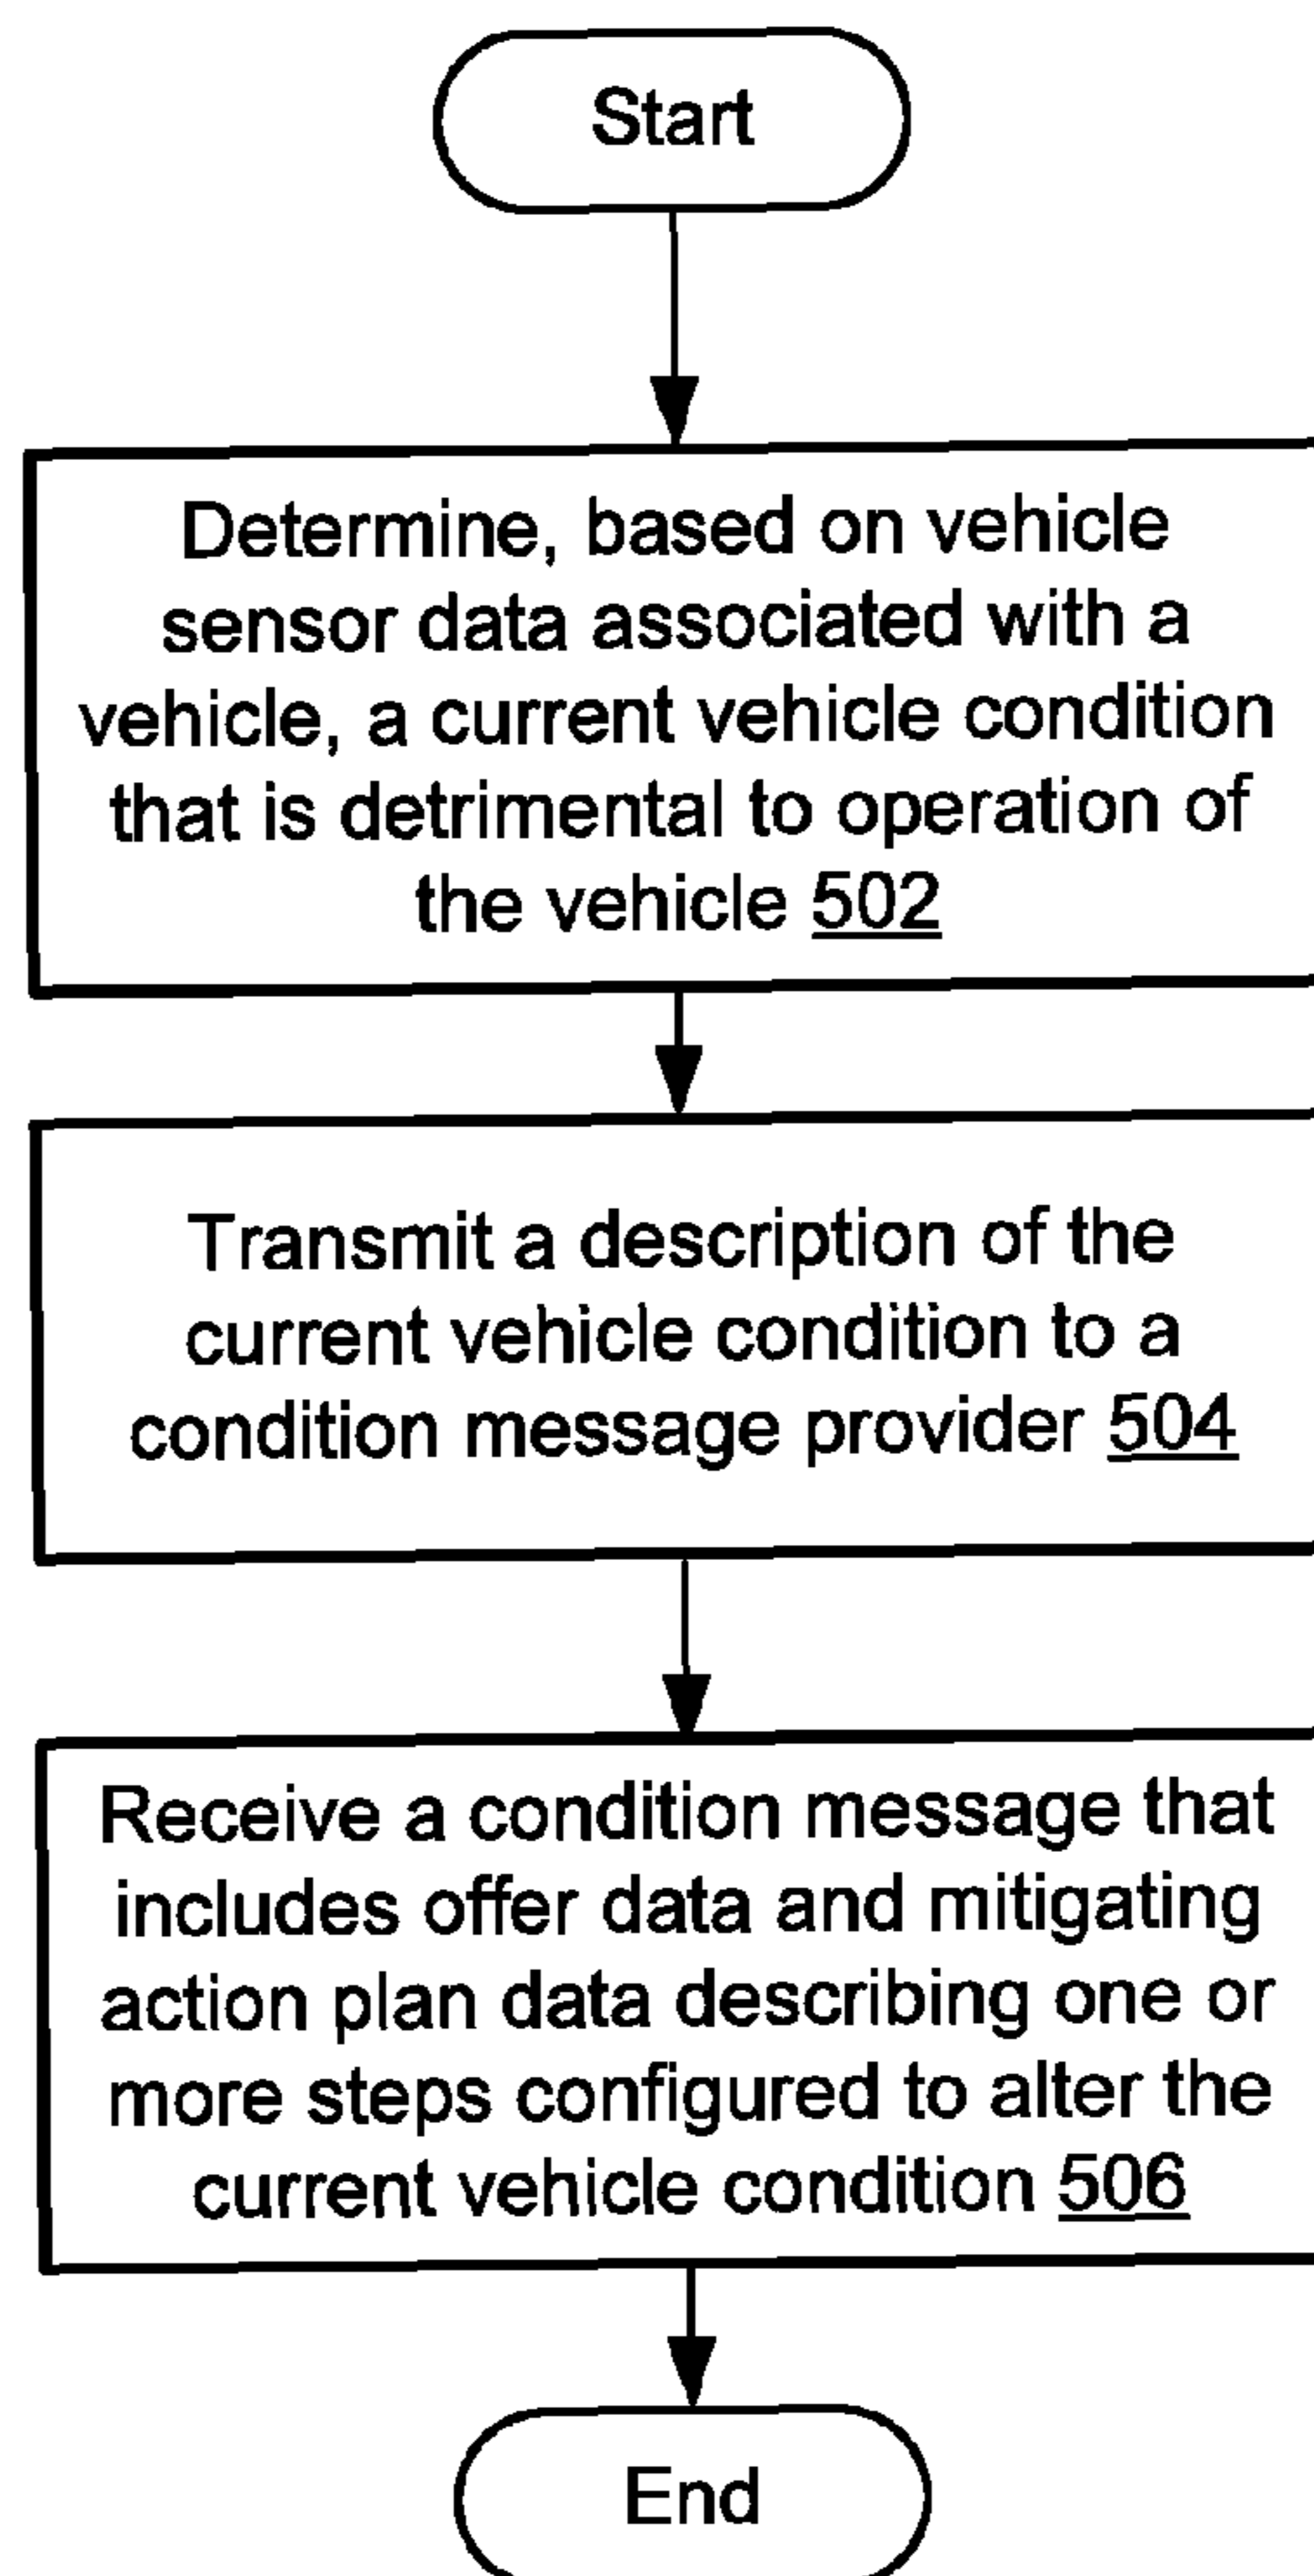 Start
Determine, based on vehicle
sensor data associated with a
vehicle, a current vehicle condition
that is detrimental to operation of
the vehicle 502
Transmit a description of the
current vehicle condition to a
condition message provider 504
Receive a condition message that
includes offer data and mitigating
action plan data describing one or
more steps configured to alter the
current vehicle condition 506
End